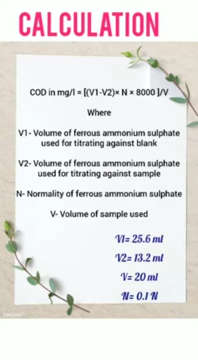 CALCULATION
COD in mg/l = [(V1-V2)× N × 8000 ]/V
Where
V1- Volume of ferrous ammonium sulphate
used for titrating against blank
V2- Volume of ferrous ammonium sulphate
used for titrating against sample
N- Normality of ferrous ammonium sulphate
V- Volume of sample used
V1= 25.6 ml
V2= 13.2 ml
V= 20 ml
N= 0.1 N